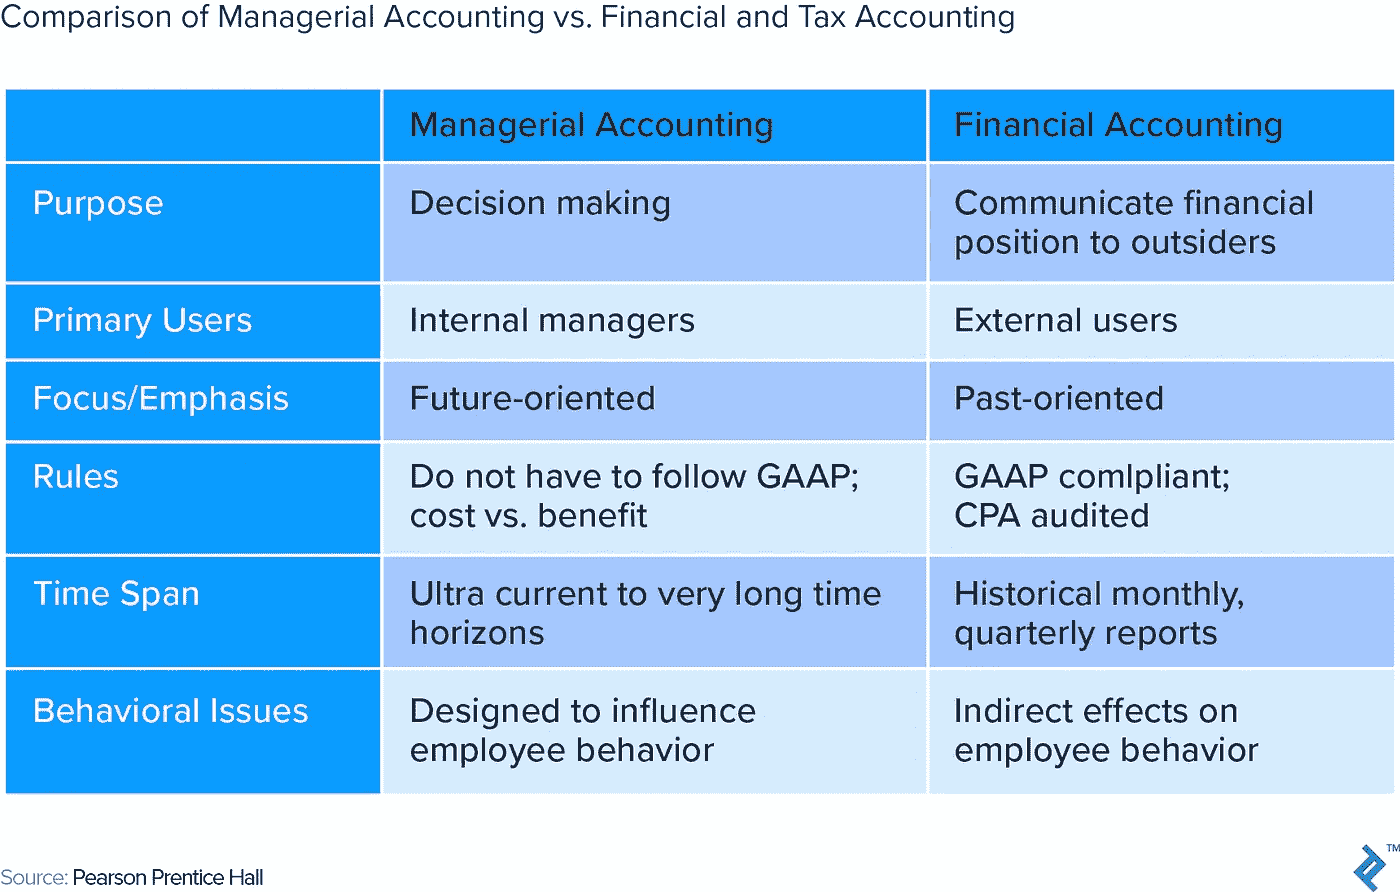 Comparison of Managerial Accounting vs. Financial and Tax Accounting
Managerial Accounting
Financial Accounting
Purpose
Decision making
Communicate financial
position to outsiders
Primary Users
Internal managers
External users
Focus/Emphasis
Future-oriented
Past-oriented
Rules
Do not have to follow GAAP;
cost vs. benefit
GAAP comlpliant;
CPA audited
Time Span
Ultra current to very long time
horizons
Historical monthly,
quarterly reports
Behavioral Issues
Designed to influence
employee behavior
Indirect effects on
employee behavior
Source: Pearson Prentice Hall
TM